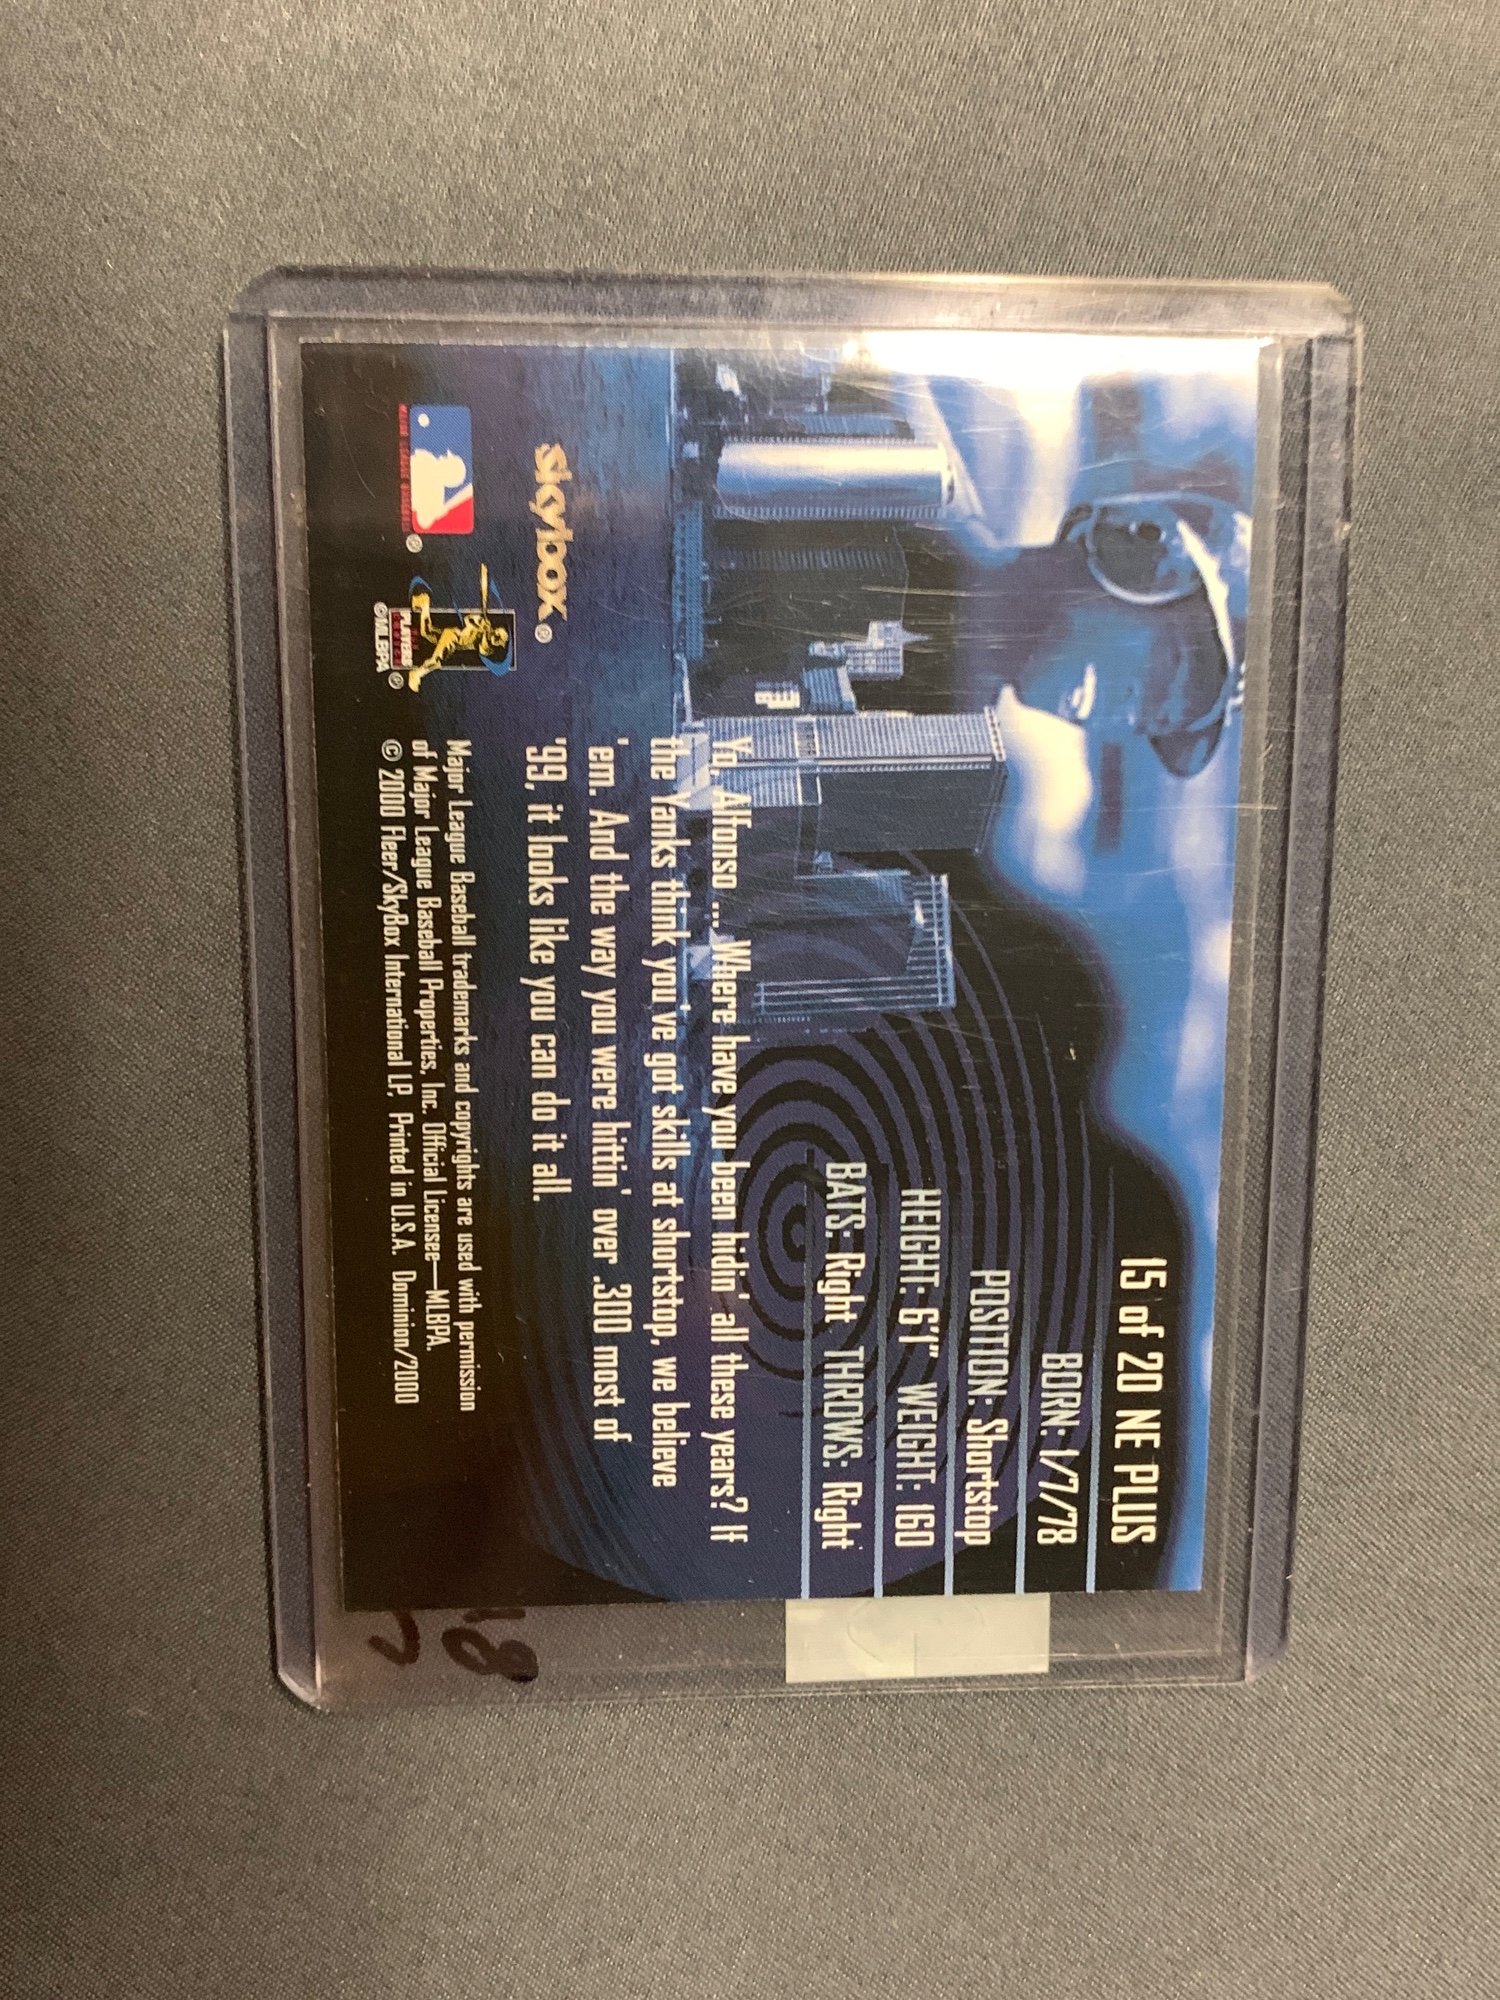 15 of 20 NE PLUS
BORN: 1/7/78
POSITION: Shortstop
HEIGHT: 6'1" WEIGHT: 160
BATS: Right THROWS: Right
Yo, Alfonso ... Where have you been hidin' all these years? If
the Yanks think you've got skills at shortstop, we believe
'em. And the way you were hittin' over .300 most of
'99, it looks like you can do it all.
skybox®
MAJOR LEAGUE BASEBALL
®
PLAYERS
©MLBPA ®
Major League Baseball trademarks and copyrights are used with permission
of Major League Baseball Properties, Inc. Official Licensee—MLBPA.
© 2000 Fleer/SkyBox International LP, Printed in U.S.A. Dominion/2000